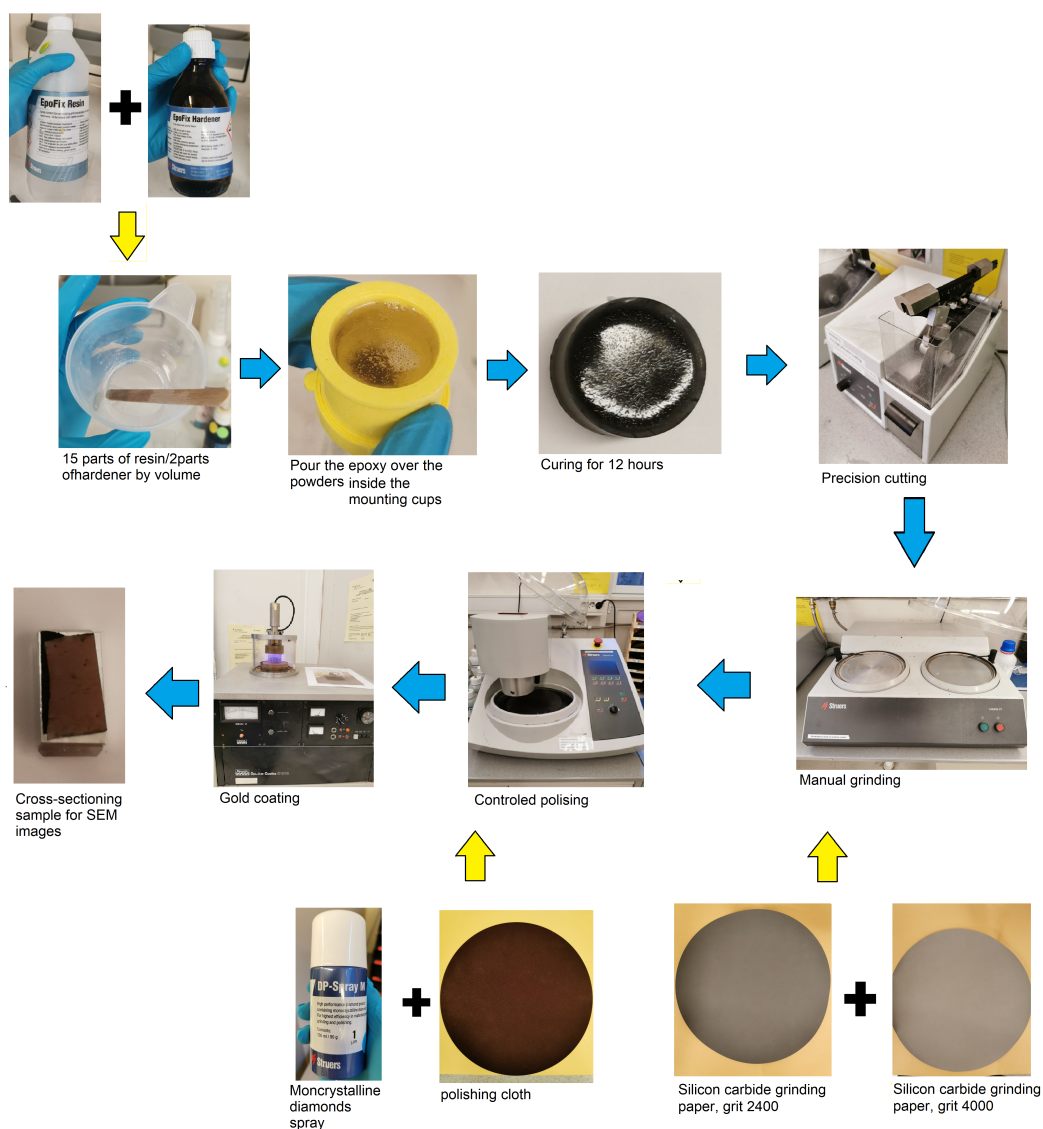 EpoFix Resin
Struers
EpoFix Hardener
Struers
15 parts of resin/2parts
ofhardener by volume
Pour the epoxy over the
powders inside the
mounting cups
Curing for 12 hours
Precision cutting
Cross-sectioning
sample for SEM
images
Gold coating
Struers
Controled polising
Struers
Manual grinding
DP-Spray M
1
Struers
Moncrystalline
diamonds
spray
polishing cloth
Silicon carbide grinding
paper, grit 2400
Silicon carbide grinding
paper, grit 4000